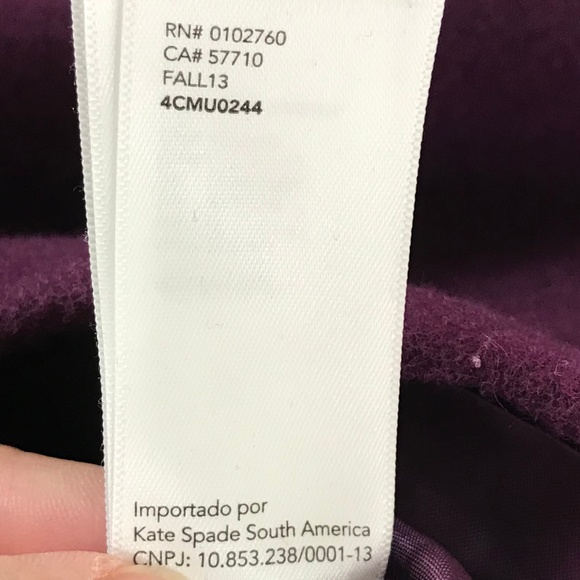 RN# 0102760
CA# 57710
FALL13
4CMU0244
Importado por
Kate Spade South America
CNPJ: 10.853.238/0001-13